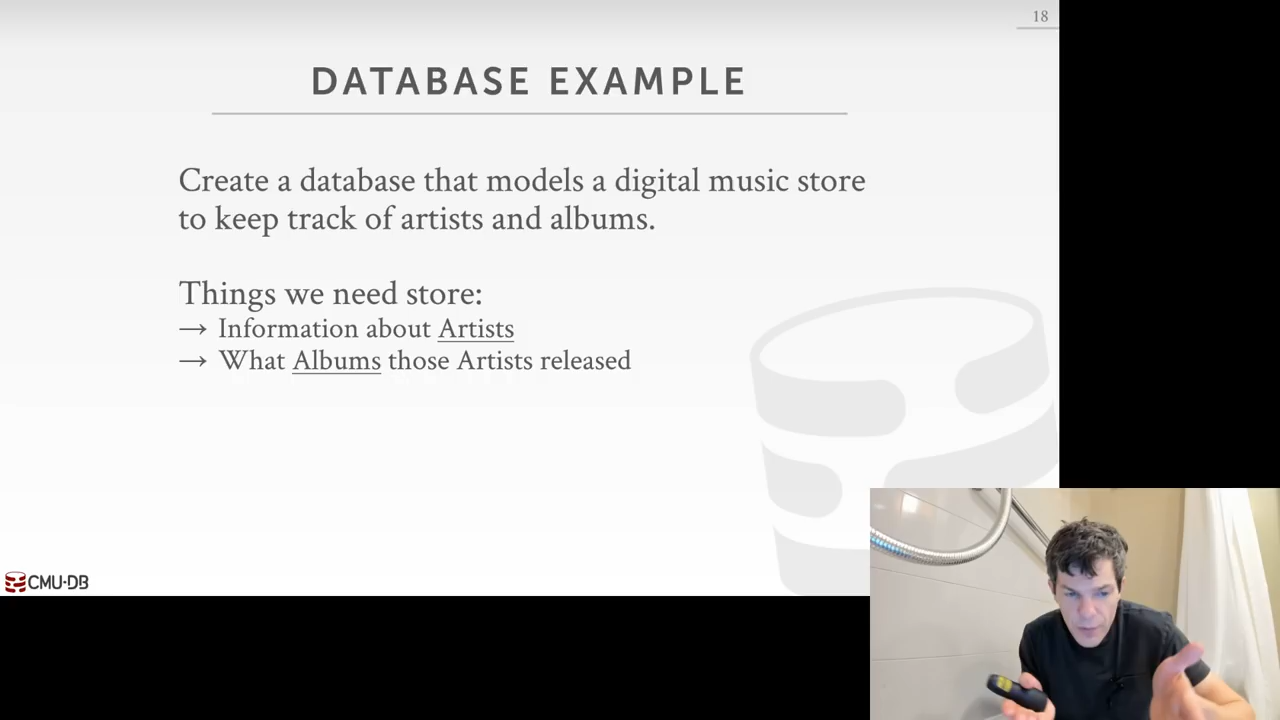 18
DATABASE EXAMPLE
Create a database that models a digital music store
to keep track of artists and albums.
Things we need store:
→ Information about Artists
→ What Albums those Artists released
CMU·DB